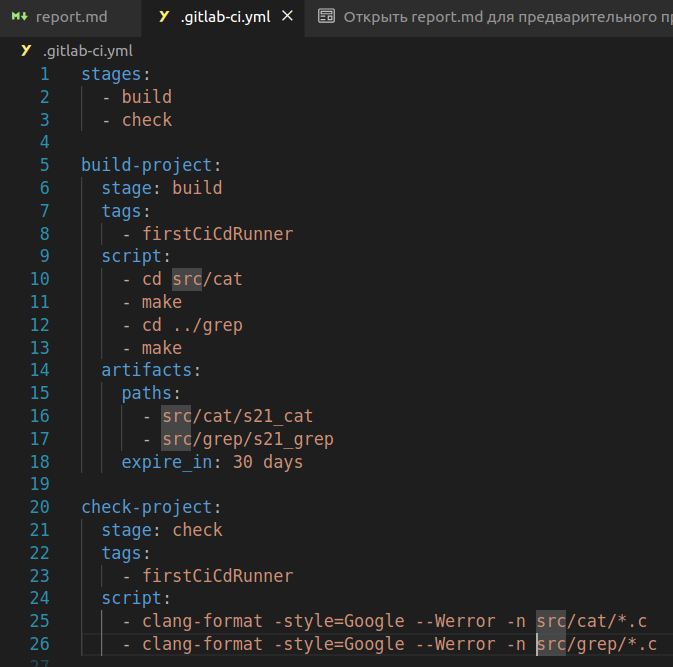 report.md
.gitlab-ci.yml
Открыть report.md для предварительного пр
.gitlab-ci.yml
1 stages:
2 - build
3 - check
4
5 build-project:
6 stage: build
7 tags:
8 - firstCiCdRunner
9 script:
10 - cd src/cat
11 - make
12 - cd ../grep
13 - make
14 artifacts:
15 paths:
16 - src/cat/s21_cat
17 - src/grep/s21_grep
18 expire_in: 30 days
19
20 check-project:
21 stage: check
22 tags:
23 - firstCiCdRunner
24 script:
25 - clang-format -style=Google --Werror -n src/cat/*.c
26 - clang-format -style=Google --Werror -n src/grep/*.c
27